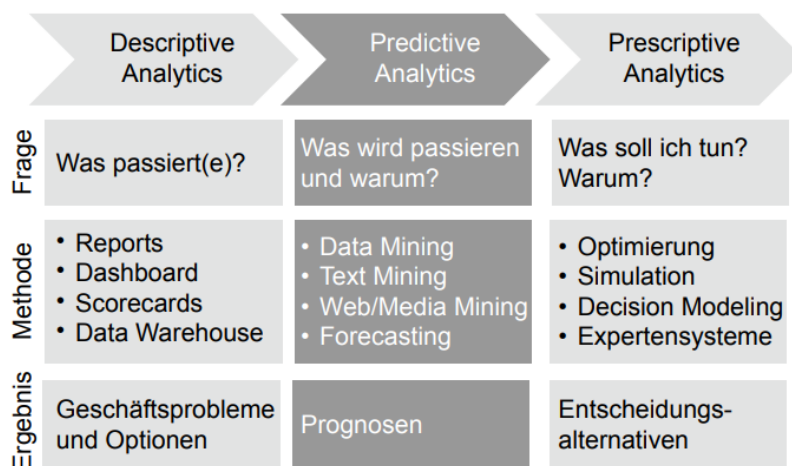 Descriptive
Analytics
Predictive
Analytics
Prescriptive
Analytics
Frage
Was passiert(e)?
Was wird passieren
und warum?
Was soll ich tun?
Warum?
Methode
• Reports
• Dashboard
• Scorecards
• Data Warehouse
• Data Mining
• Text Mining
• Web/Media Mining
• Forecasting
• Optimierung
• Simulation
• Decision Modeling
• Expertensysteme
Ergebnis
Geschäftsprobleme
und Optionen
Prognosen
Entscheidungs-
alternativen